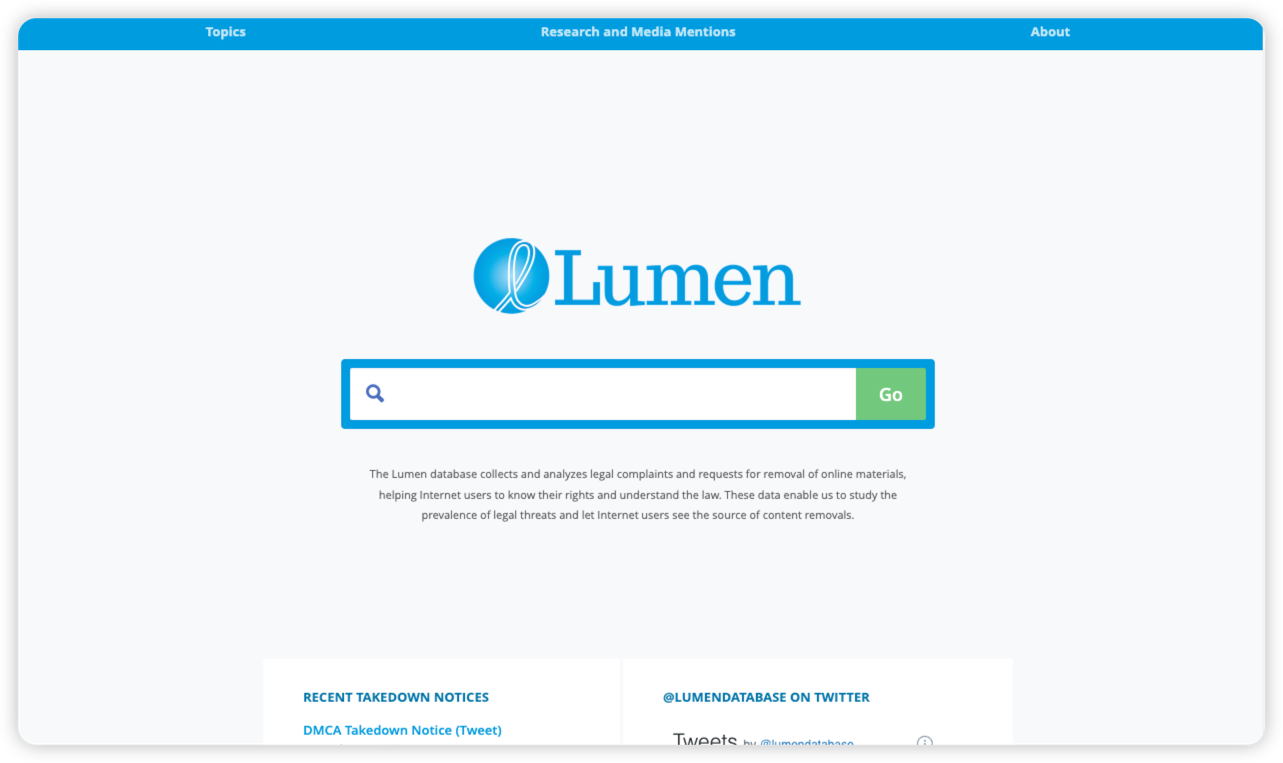 Topics
Research and Media Mentions
About
Lumen
Go
The Lumen database collects and analyzes legal complaints and requests for removal of online materials,
helping Internet users to know their rights and understand the law. These data enable us to study the
prevalence of legal threats and let Internet users see the source of content removals.
RECENT TAKEDOWN NOTICES
DMCA Takedown Notice (Tweet)
@LUMENDATABASE ON TWITTER
Tweets by @lumendatabase